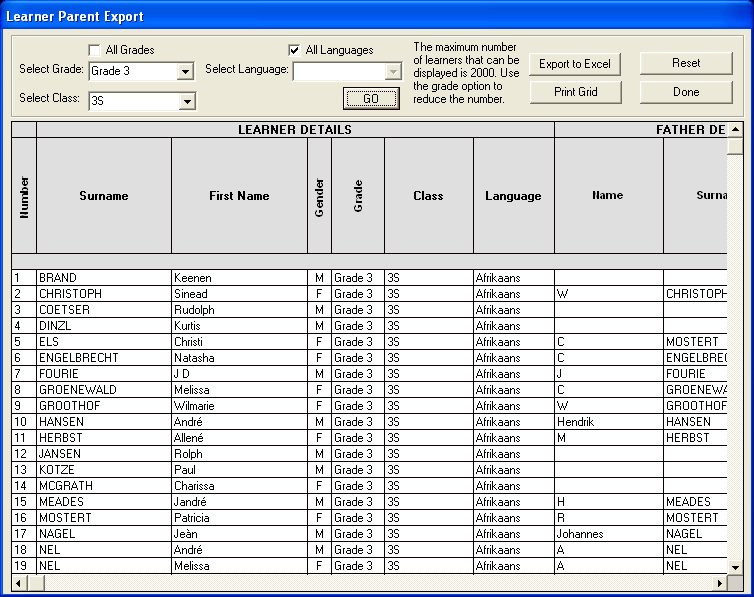 Learner Parent Export
All Grades
All Languages
Select Grade: Grade 3
Select Language:
Select Class: 3S
GO
The maximum number
of learners that can be
displayed is 2000. Use
the grade option to
reduce the number.
Export to Excel
Reset
Print Grid
Done
LEARNER DETAILS FATHER DE
Number Surname First Name Gender Grade Class Language Name Surna
1 BRAND Keenen M Grade 3 3S Afrikaans
2 CHRISTOPH Sinead F Grade 3 3S Afrikaans W CHRISTOPH
3 COETSER Rudolph M Grade 3 3S Afrikaans
4 DINZL Kurtis M Grade 3 3S Afrikaans
5 ELS Christi F Grade 3 3S Afrikaans C MOSTERT
6 ENGELBRECHT Natasha F Grade 3 3S Afrikaans C ENGELBREC
7 FOURIE J D M Grade 3 3S Afrikaans J FOURIE
8 GROENEWALD Melissa F Grade 3 3S Afrikaans C GROENEWA
9 GROOTHOF Wilmarie F Grade 3 3S Afrikaans W GROOTHOF
10 HANSEN André M Grade 3 3S Afrikaans Hendrik HANSEN
11 HERBST Allené F Grade 3 3S Afrikaans M HERBST
12 JANSEN Rolph M Grade 3 3S Afrikaans
13 KOTZE Paul M Grade 3 3S Afrikaans
14 MCGRATH Charissa F Grade 3 3S Afrikaans
15 MEADES Jandré M Grade 3 3S Afrikaans H MEADES
16 MOSTERT Patricia F Grade 3 3S Afrikaans R MOSTERT
17 NAGEL Jeàn M Grade 3 3S Afrikaans Johannes NAGEL
18 NEL André M Grade 3 3S Afrikaans A NEL
19 NEL Melissa F Grade 3 3S Afrikaans A NEL